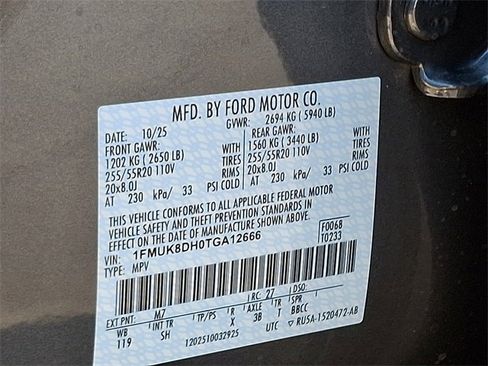 MFD. BY FORD MOTOR CO.
DATE: 10/25 GVWR: 2694 KG ( 5940 LB)
FRONT GAWR: REAR GAWR:
1202 KG ( 2650 LB) WITH 1560 KG ( 3440 LB) WITH
255/55R20 110V TIRES 255/55R20 110V TIRES
20x8.0J RIMS 20x8.0J RIMS
AT 230 kPa/ 33 PSI COLD AT 230 kPa/ 33 PSI COLD
THIS VEHICLE CONFORMS TO ALL APPLICABLE FEDERAL MOTOR
VEHICLE SAFETY AND THEFT PREVENTION STANDARDS IN
EFFECT ON THE DATE OF MANUFACTURE SHOWN ABOVE. F0068
VIN: 1FMUK8DH0TGA12666 T0233
TYPE: MPV
EXT PNT: M7 RC: 27 DSO:
WB INT TR TP/PS R AXLE TR SPR
119 SH X 3B T BBCC
1202510032925 UTC ▼ RU5A-1520472-AB